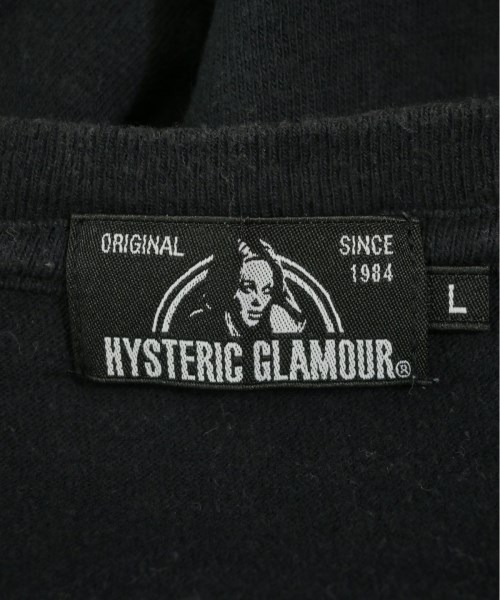 ORIGINAL SINCE
1984
HYSTERIC GLAMOUR®
L